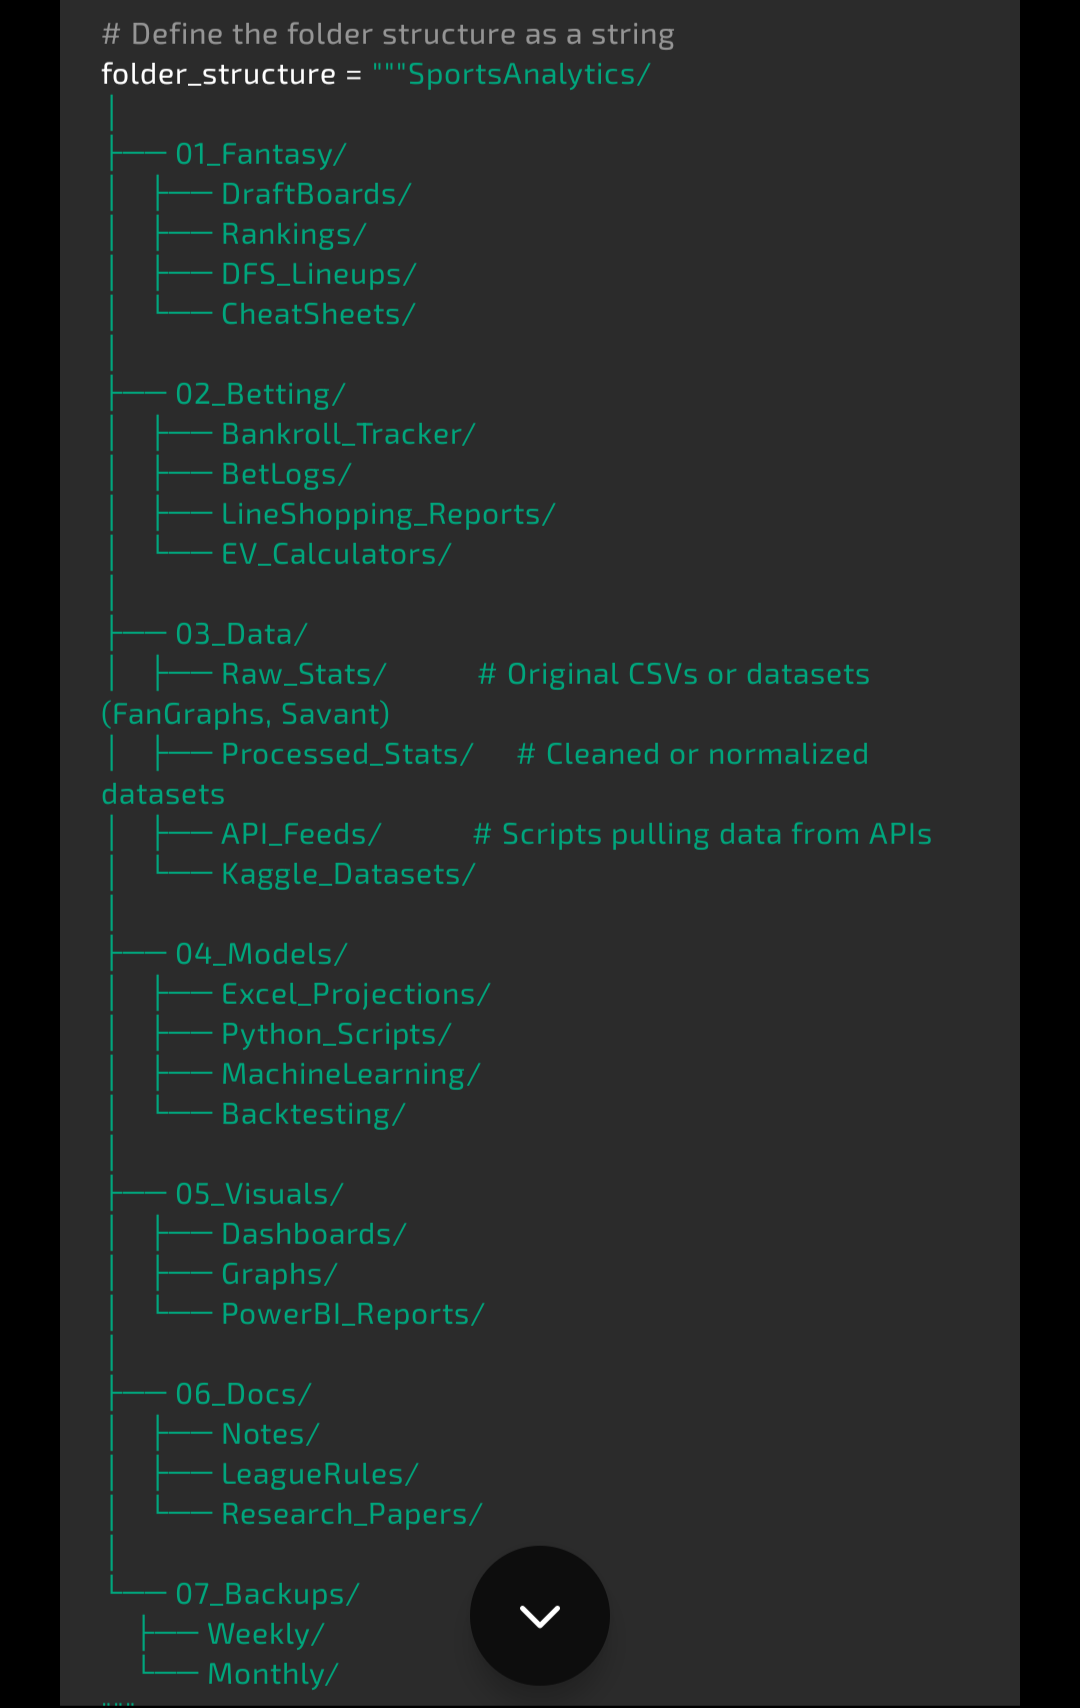 # Define the folder structure as a string
folder_structure = """SportsAnalytics/
│
├── 01_Fantasy/
│   ├── DraftBoards/
│   ├── Rankings/
│   ├── DFS_Lineups/
│   └── CheatSheets/
│
├── 02_Betting/
│   ├── Bankroll_Tracker/
│   ├── BetLogs/
│   ├── LineShopping_Reports/
│   └── EV_Calculators/
│
├── 03_Data/
│   ├── Raw_Stats/           # Original CSVs or datasets
(FanGraphs, Savant)
│   ├── Processed_Stats/     # Cleaned or normalized
datasets
│   ├── API_Feeds/           # Scripts pulling data from APIs
│   └── Kaggle_Datasets/
│
├── 04_Models/
│   ├── Excel_Projections/
│   ├── Python_Scripts/
│   ├── MachineLearning/
│   └── Backtesting/
│
├── 05_Visuals/
│   ├── Dashboards/
│   ├── Graphs/
│   └── PowerBI_Reports/
│
├── 06_Docs/
│   ├── Notes/
│   ├── LeagueRules/
│   └── Research_Papers/
│
└── 07_Backups/
    ├── Weekly/
    └── Monthly/
"""